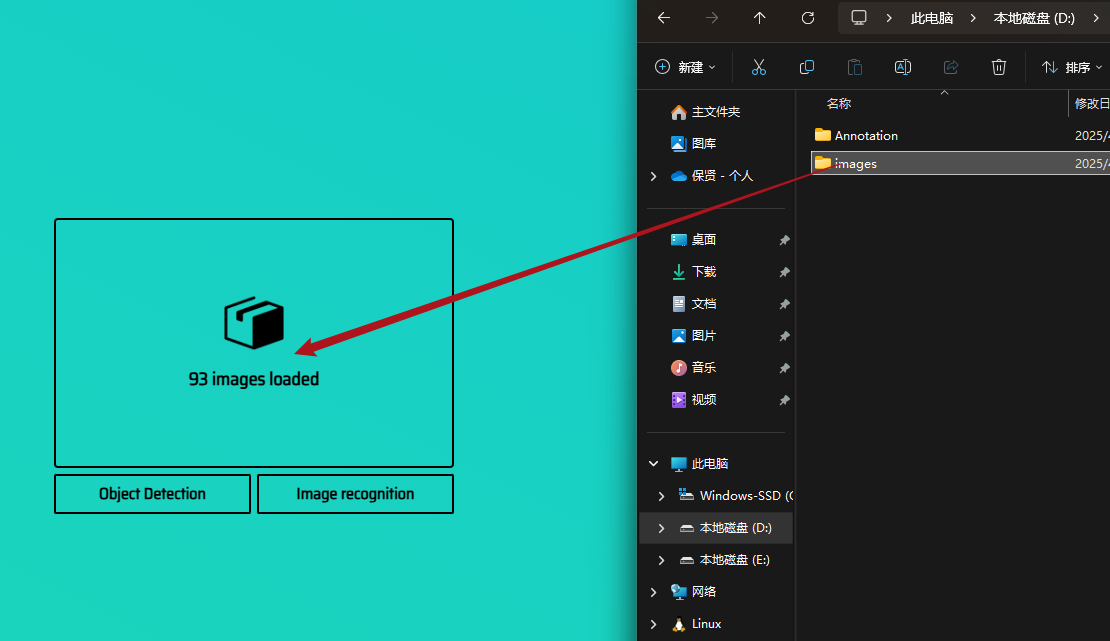 93 images loaded
Object Detection
Image recognition
此电脑
本地磁盘 (D:)
新建
排序
名称
修改日
Annotation
2025/4
images
2025/4
主文件夹
图库
保贤 - 个人
桌面
下载
文档
图片
音乐
视频
此电脑
Windows-SSD (C
本地磁盘 (D:)
本地磁盘 (E:)
网络
Linux